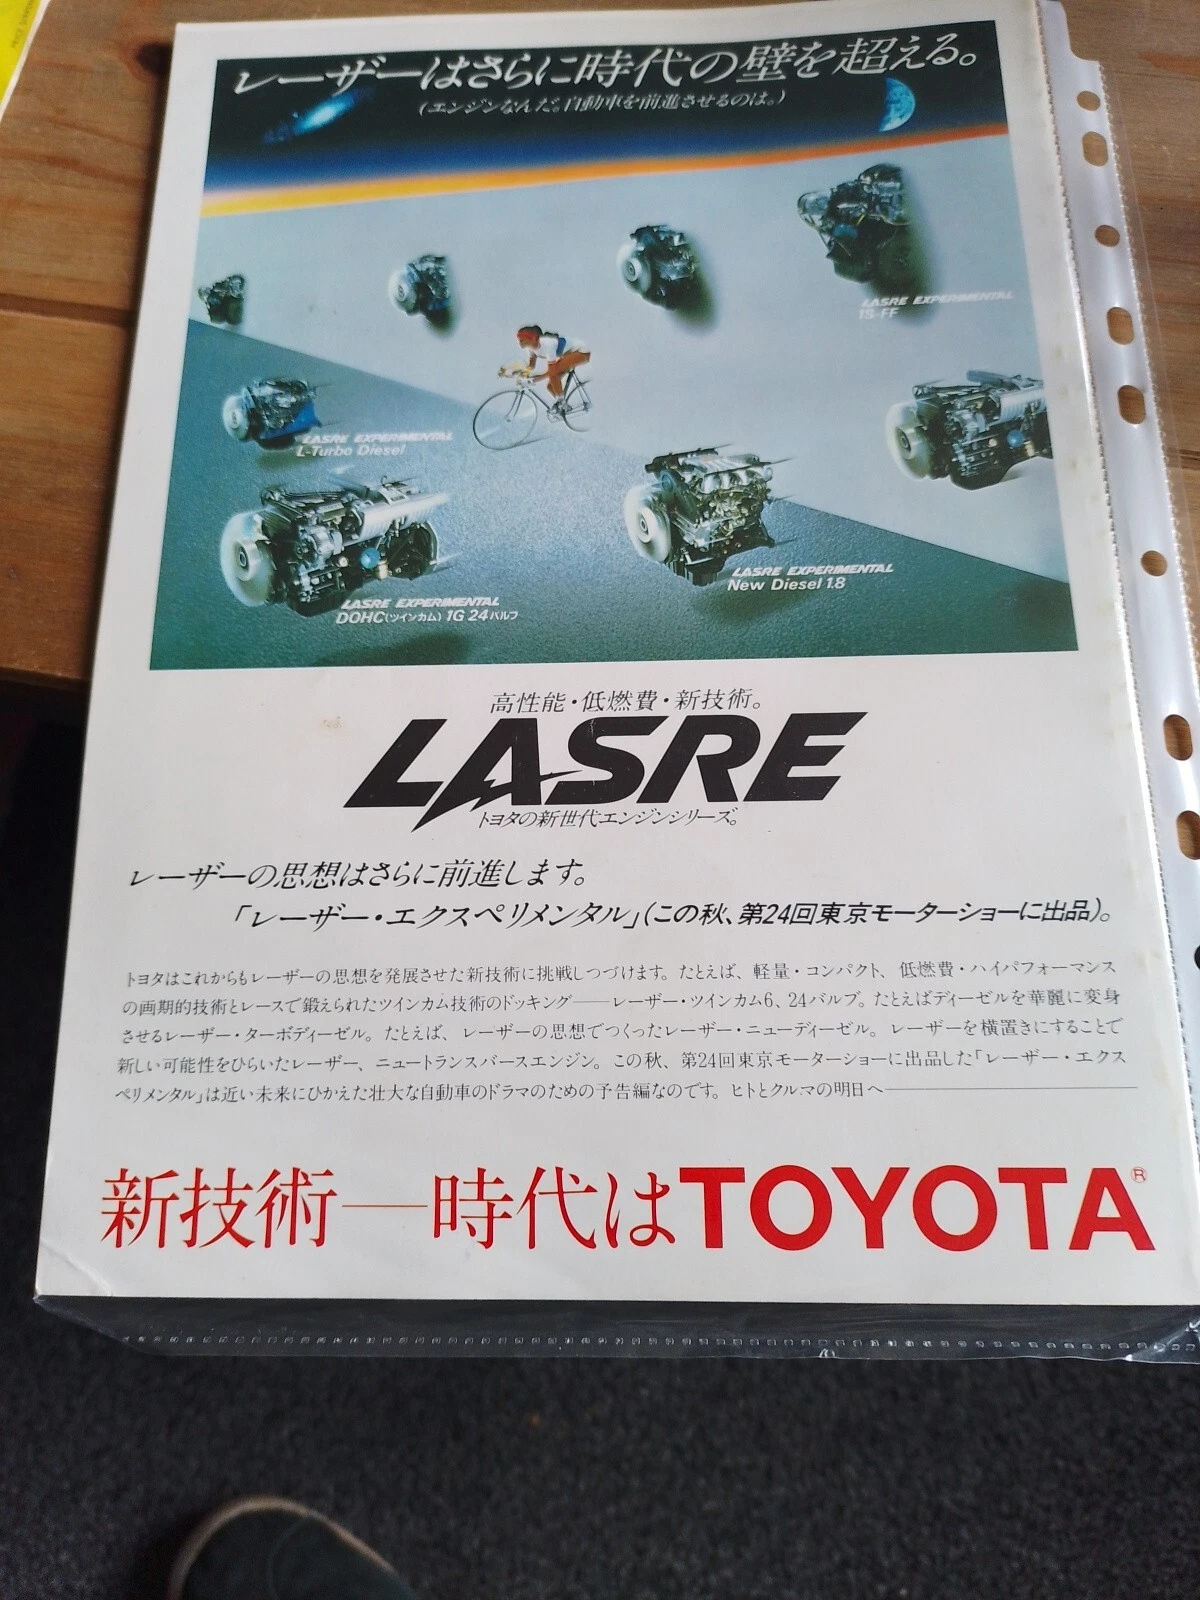 レーザーはさらに時代の壁を超える。
(エンジンなんだ。自動車を前進させるのは。)
LASRE EXPERIMENTAL
1S-FF
LASRE EXPERIMENTAL
L-Turbo Diesel
LASRE EXPERIMENTAL
New Diesel 1.8
LASRE EXPERIMENTAL
DOHC(ツインカム) 1G 24バルブ
高性能・低燃費・新技術。
LASRE
トヨタの新世代エンジンシリーズ。
レーザーの思想はさらに前進します。
「レーザー・エクスペリメンタル」(この秋、第24回東京モーターショーに出品)。
トヨタはこれからもレーザーの思想を発展させた新技術に挑戦しつづけます。たとえば、軽量・コンパクト、低燃費・ハイパフォーマンス
の画期的技術とレースで鍛えられたツインカム技術のドッキング――レーザー・ツインカム6、24バルブ。たとえばディーゼルを華麗に変身
させるレーザー・ターボディーゼル。たとえば、レーザーの思想でつくったレーザー・ニューディーゼル。レーザーを横置きにすることで
新しい可能性をひらいたレーザー、ニュートランスバースエンジン。この秋、第24回東京モーターショーに出品した「レーザー・エクス
ペリメンタル」は近い未来にひかえた壮大な自動車のドラマのための予告編なのです。ヒトとクルマの明日へ――
新技術―時代はTOYOTA®